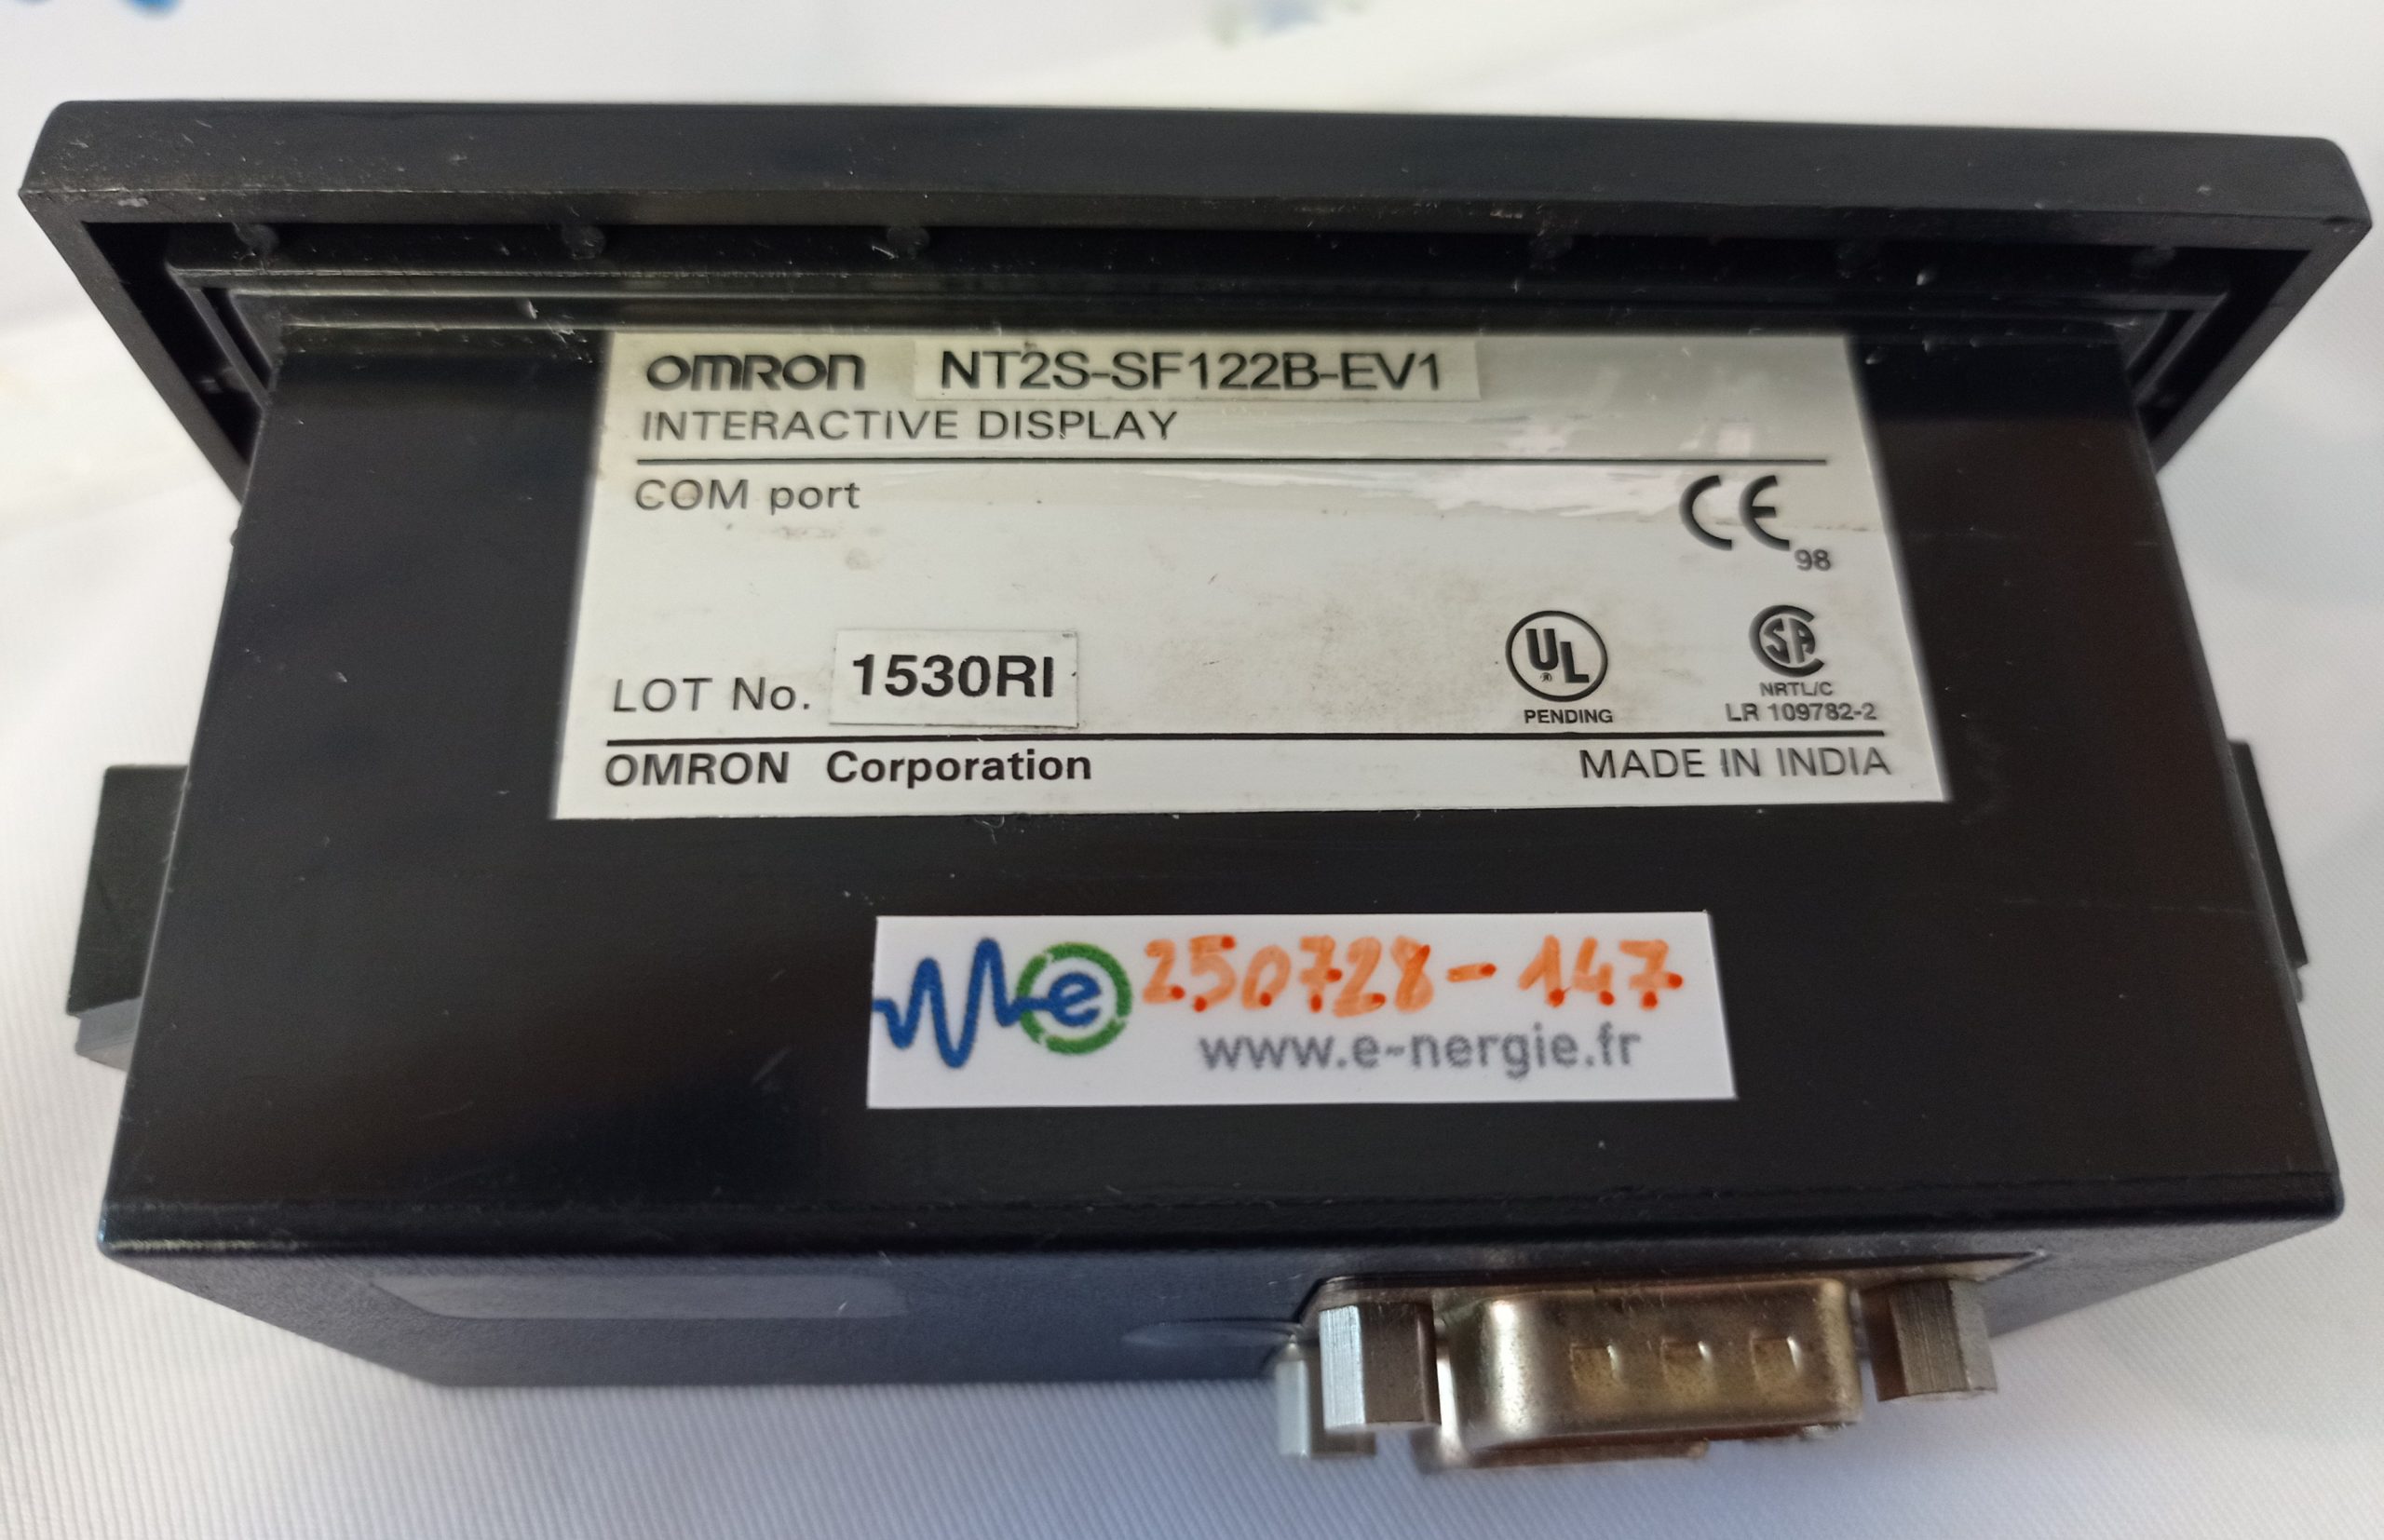 OMRON NT2S-SF122B-EV1
INTERACTIVE DISPLAY
COM port
CE 98
LOT No. 1530RI
UL ® PENDING
SA NRTL/C
LR 109782-2
OMRON Corporation MADE IN INDIA
e 250728-147
www.e-nergie.fr